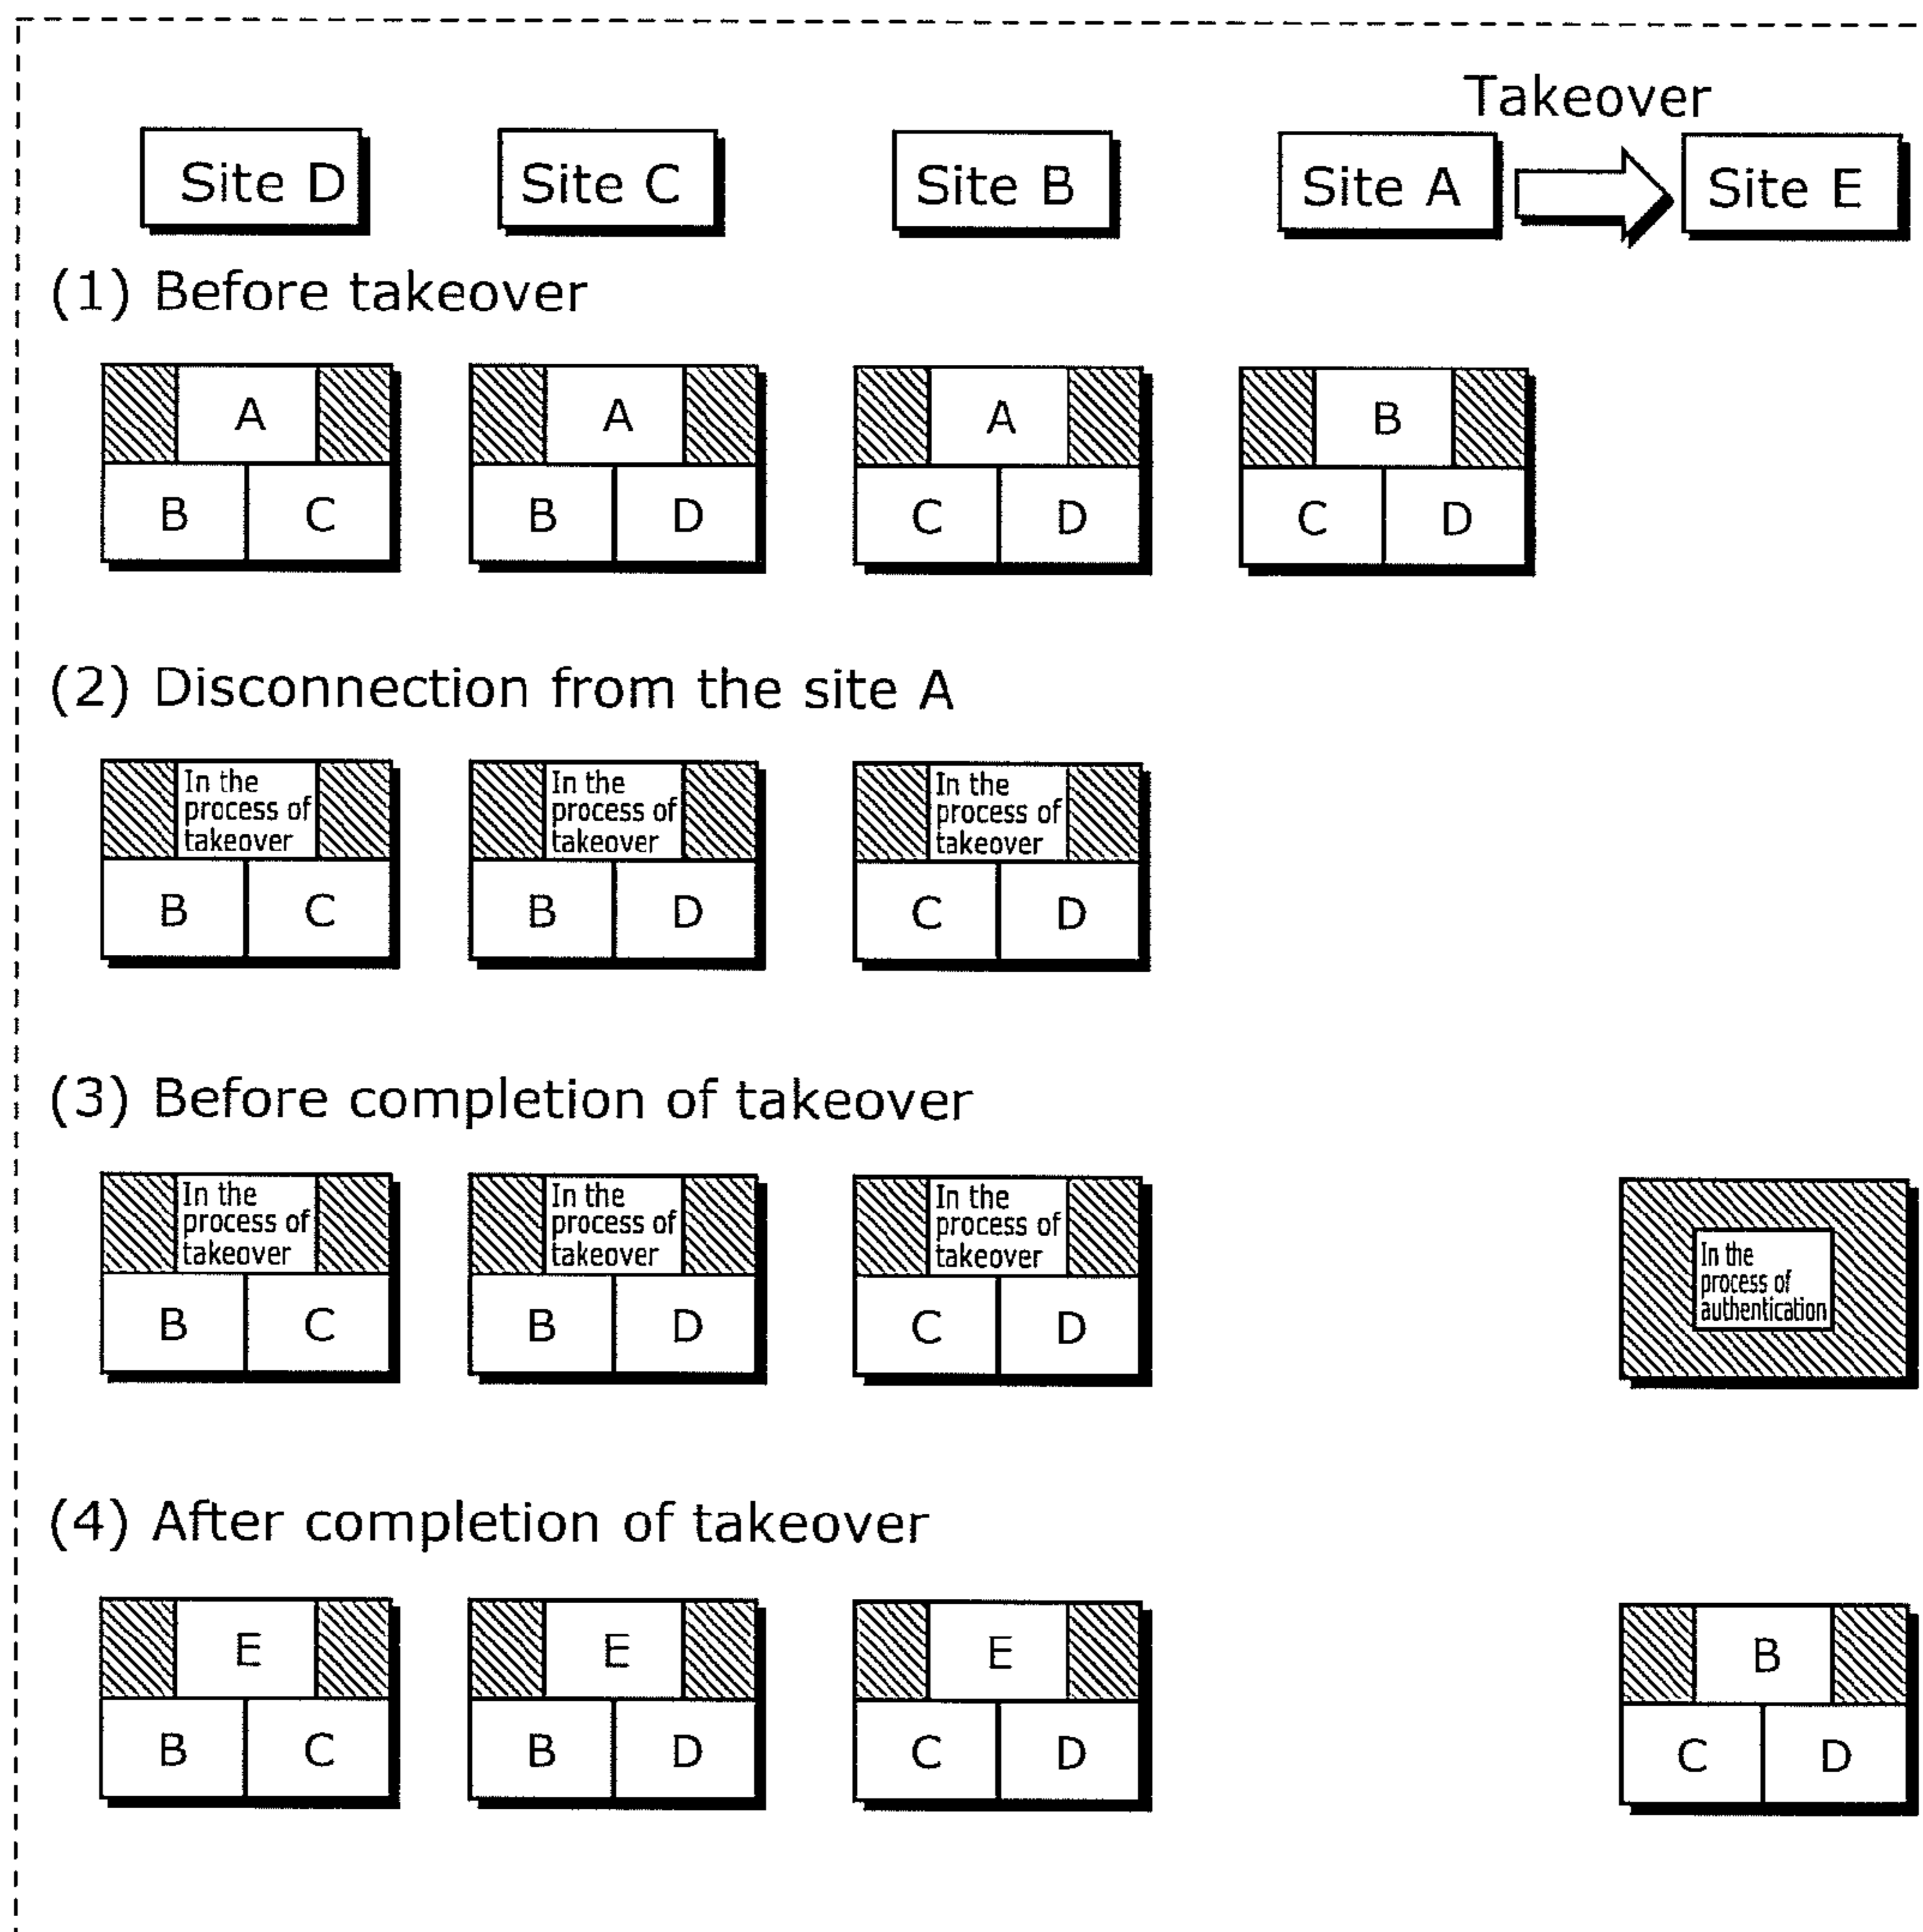 Takeover
Site D Site C Site B Site A Site E
(1) Before takeover
A A A B
B C B D C D C D
(2) Disconnection from the site A
In the In the In the
process of process of process of
takeover takeover takeover
B C B D C D
(3) Before completion of takeover
In the In the In the
process of process of process of
takeover takeover takeover
In the
process of
authentication
B C B D C D
(4) After completion of takeover
E E E B
B C B D C D C D